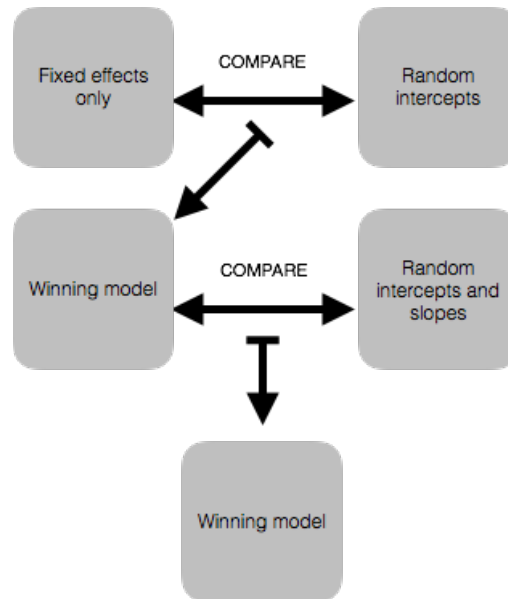 Fixed effects
only
COMPARE
Random
intercepts
Winning model
COMPARE
Random
intercepts and
slopes
Winning model